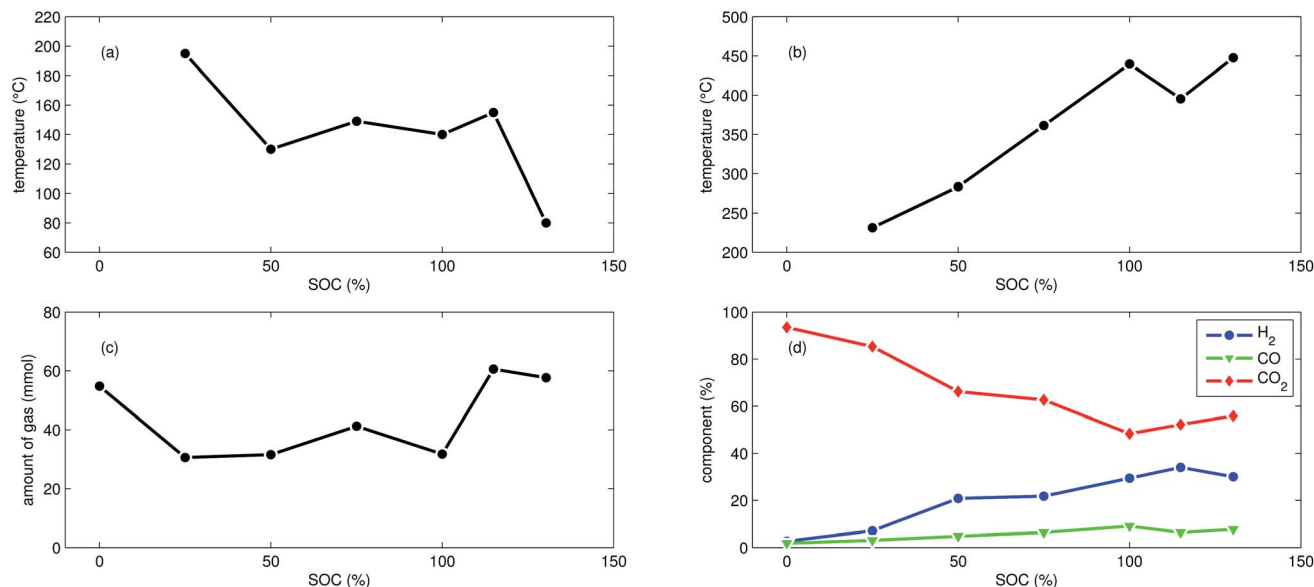 220
200
180
160
140
120
100
80
60
temperature (°C)
(a)
0
50
100
150
SOC (%)
500
450
400
350
300
250
200
temperature (°C)
(b)
0
50
100
150
SOC (%)
80
60
40
20
0
amount of gas (mmol)
(c)
0
50
100
150
SOC (%)
100
80
60
40
20
0
component (%)
(d)
H₂
CO
CO₂
0
50
100
150
SOC (%)